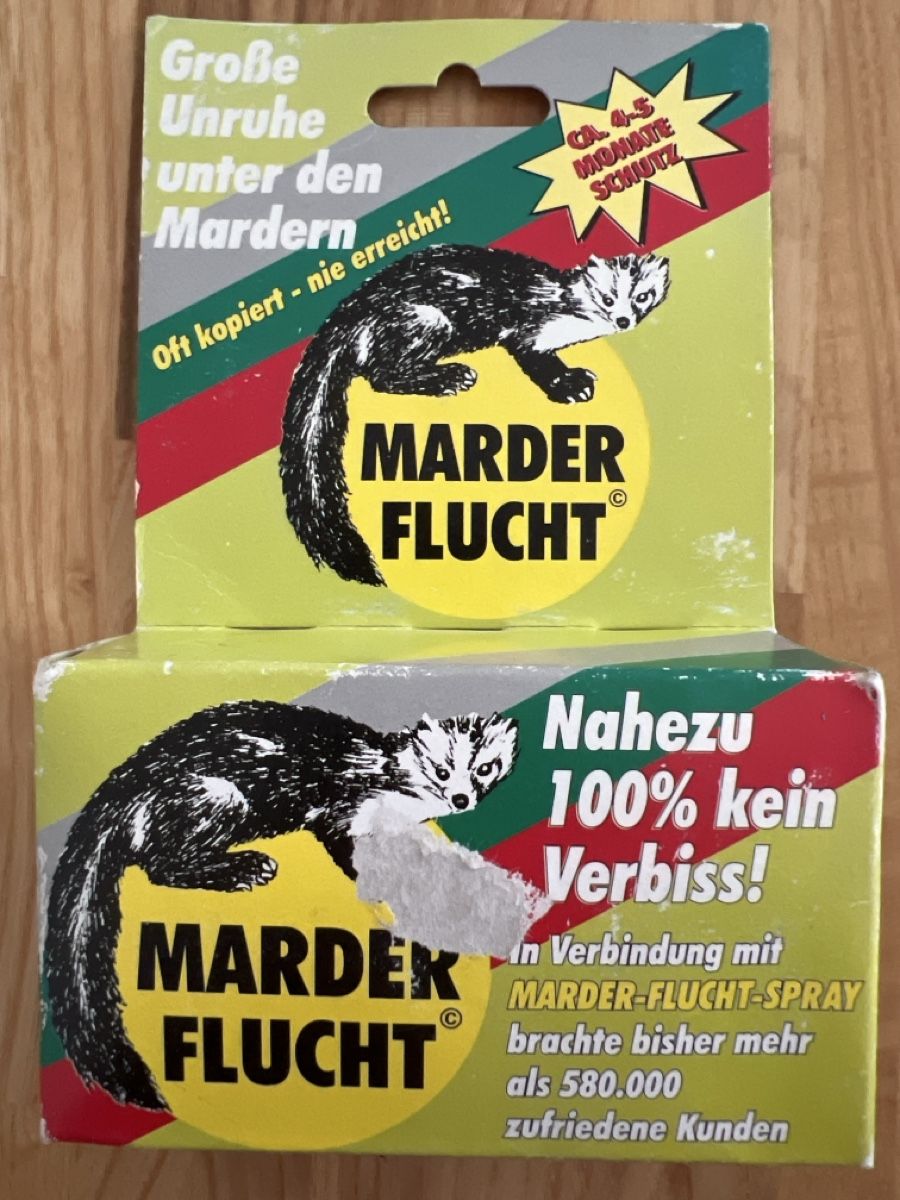 Große
Unruhe
unter den
Mardern
Oft kopiert - nie erreicht!
CA. 4-5
MONATE
SCHUTZ
MARDER
FLUCHT©
Nahezu
100% kein
Verbiss!
MARDER
FLUCHT©
in Verbindung mit
MARDER-FLUCHT-SPRAY
brachte bisher mehr
als 580.000
zufriedene Kunden